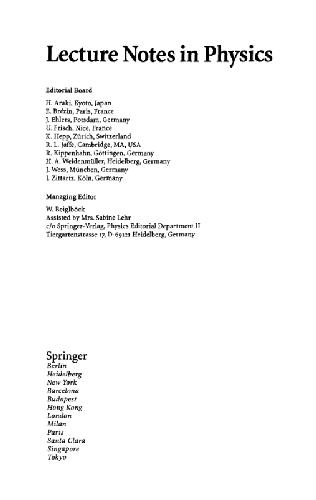 Lecture Notes in Physics
Editorial Board
H. Araki, Kyoto, Japan
E. Brézin, Paris, France
J. Ehlers, Potsdam, Germany
U. Frisch, Nice, France
K. Hepp, Zürich, Switzerland
R. L. Jaffe, Cambridge, MA, USA
R. Kippenhahn, Göttingen, Germany
H. A. Weidenmüller, Heidelberg, Germany
J. Wess, München, Germany
J. Zittartz, Köln, Germany
Managing Editor
W. Beiglböck
Assisted by Mrs. Sabine Lehr
c/o Springer-Verlag, Physics Editorial Department II
Tiergartenstrasse 17, D-69121 Heidelberg, Germany
Springer
Berlin
Heidelberg
New York
Barcelona
Budapest
Hong Kong
London
Milan
Paris
Santa Clara
Singapore
Tokyo